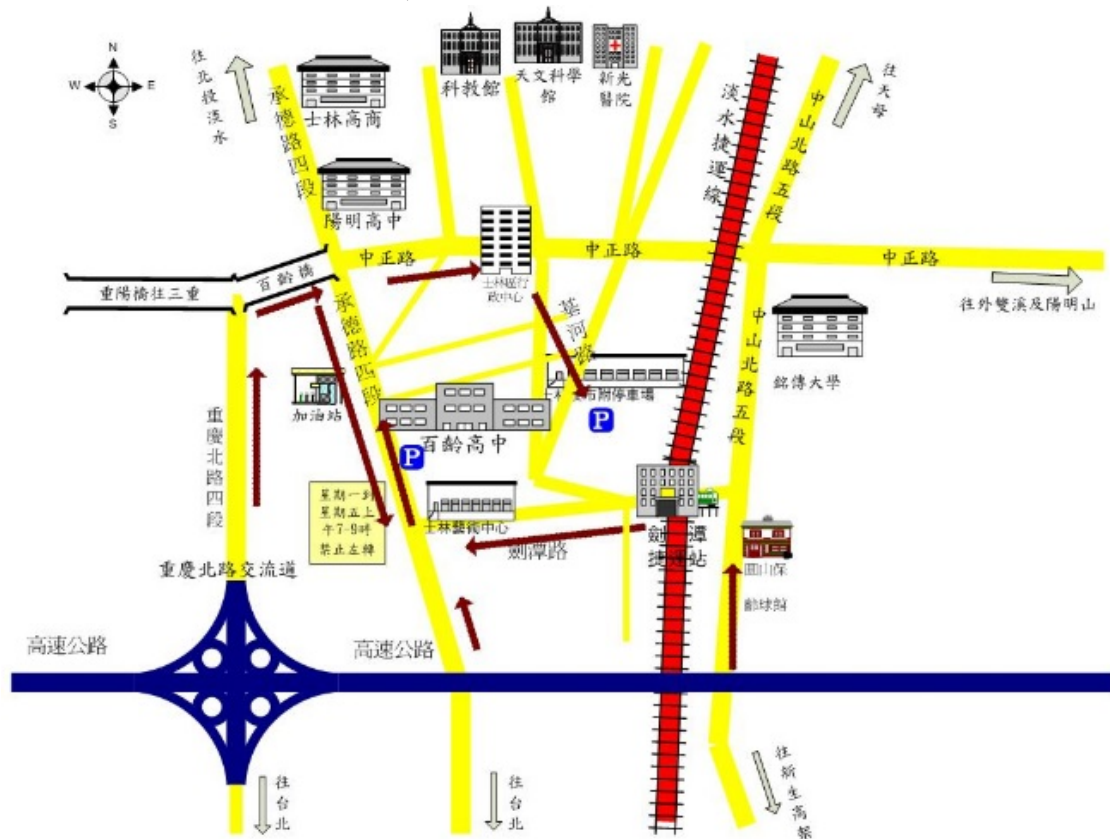 N
W
E
S
往北投淡水
承德路四段
士林高商
科教館
天文科學
館
新光
醫院
淡水捷運線
中山北路五段
往天母
陽明高中
中正路
士林區行
政中心
中正路
中正路
百齡橋
重陽橋往三重
往外雙溪及陽明山
承德路四段
基河路
中山北路五段
銘傳大學
加油站
市附停車場
P
百齡高中
P
重慶北路四段
星期一到
星期五上
午7-9時
禁止左轉
士林藝術中心
劍潭路
劍潭
捷運站
圓山保
齡球館
重慶北路交流道
高速公路
高速公路
往台北
往台北
往新生高架